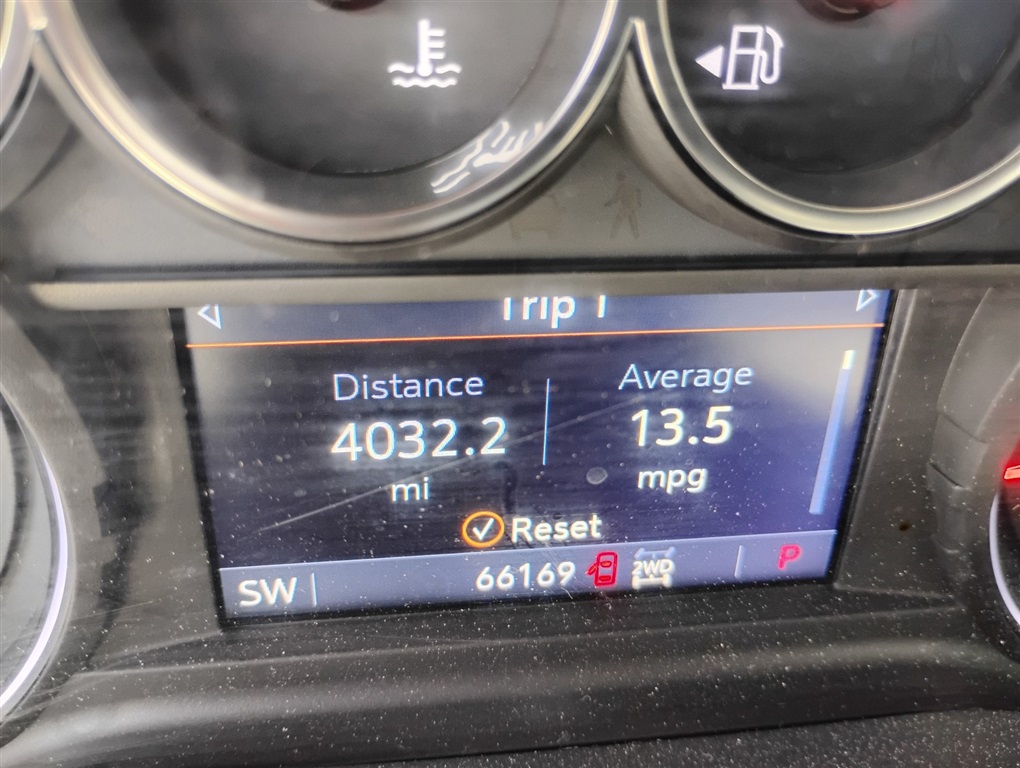 Trip 1
Distance
4032.2
mi
Average
13.5
mpg
Reset
SW
66169
2WD
P